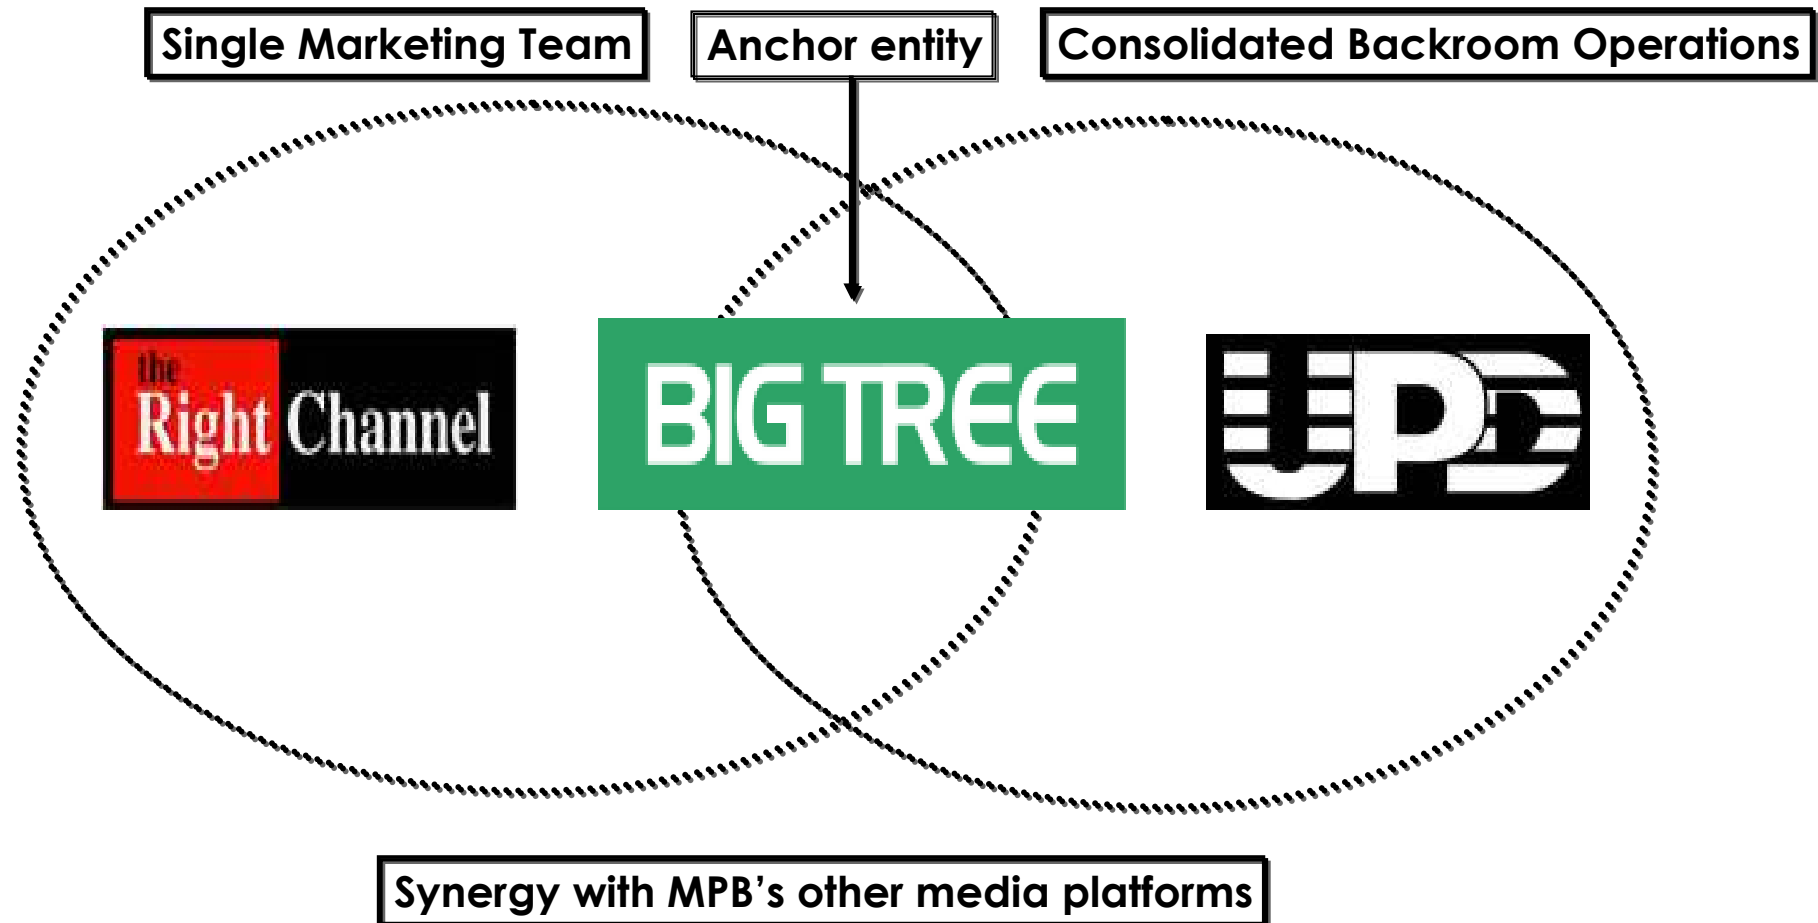 Single Marketing Team
Anchor entity
Consolidated Backroom Operations
the
Right Channel
BIG TREE
UPD
Synergy with MPB’s other media platforms